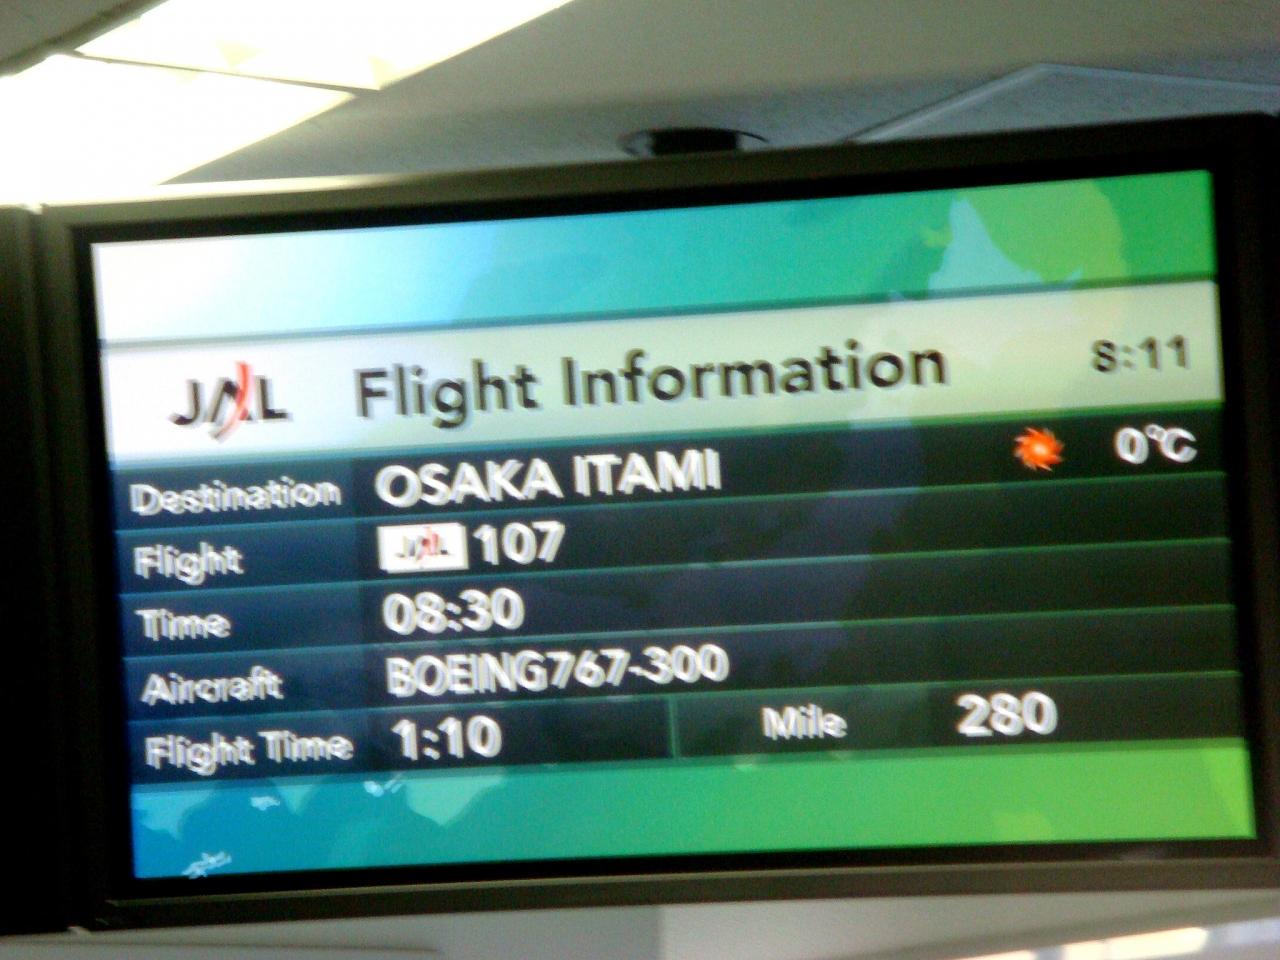 JAL Flight Information 8:11
Destination OSAKA ITAMI 0°C
Flight JAL 107
Time 08:30
Aircraft BOEING767-300
Flight Time 1:10 Mile 280